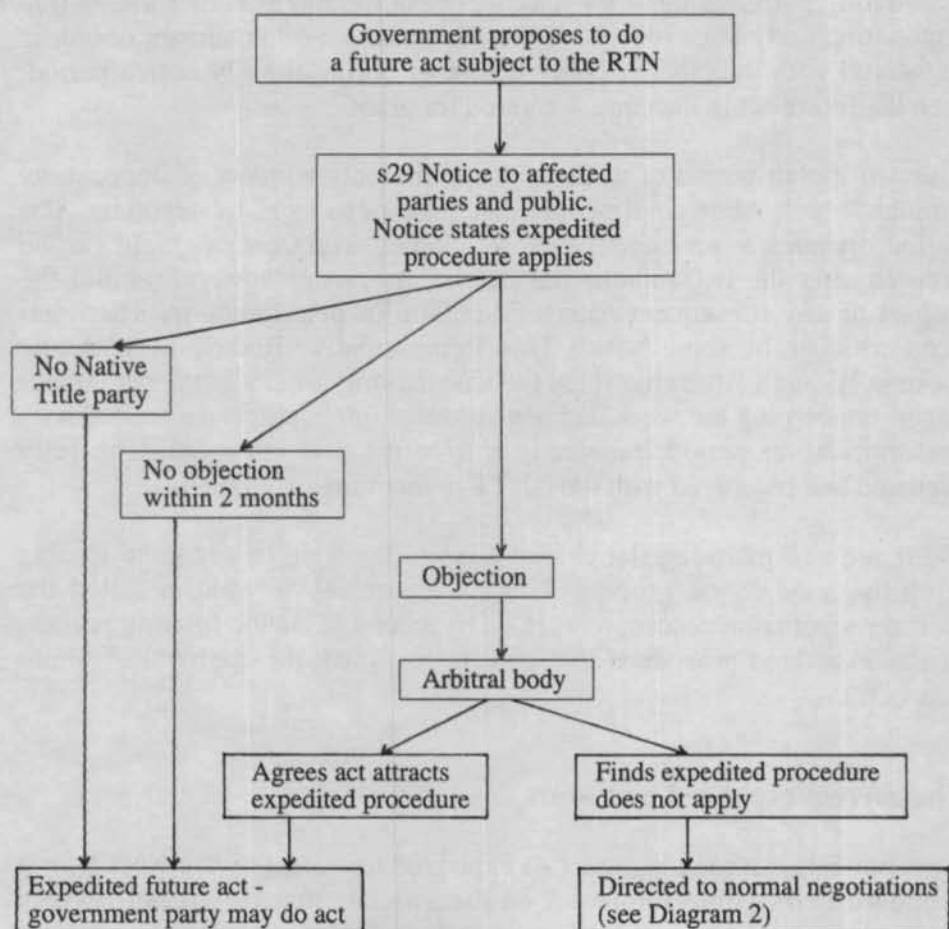 Government proposes to do
a future act subject to the RTN
s29 Notice to affected
parties and public.
Notice states expedited
procedure applies
No Native
Title party
No objection
within 2 months
Objection
Arbitral body
Agrees act attracts
expedited procedure
Finds expedited procedure
does not apply
Expedited future act -
government party may do act
Directed to normal negotiations
(see Diagram 2)